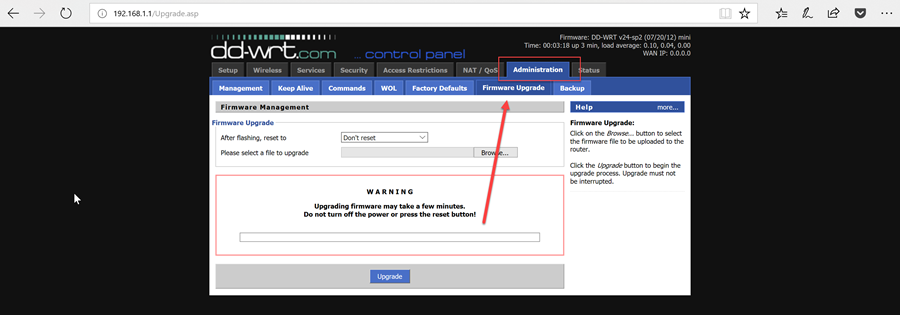 192.168.1.1/Upgrade.asp
dd-wrt.com ... control panel
Firmware: DD-WRT v24-sp2 (07/20/12) mini
Time: 00:03:18 up 3 min, load average: 0.10, 0.04, 0.00
WAN IP: 0.0.0.0
Setup Wireless Services Security Access Restrictions NAT / QoS Administration Status
Management Keep Alive Commands WOL Factory Defaults Firmware Upgrade Backup
Firmware Management
Firmware Upgrade
After flashing, reset to Don't reset
Please select a file to upgrade Browse...
WARNING
Upgrading firmware may take a few minutes.
Do not turn off the power or press the reset button!
Upgrade
Help more...
Firmware Upgrade:
Click on the Browse... button to select
the firmware file to be uploaded to the
router.
Click the Upgrade button to begin the
upgrade process. Upgrade must not
be interrupted.